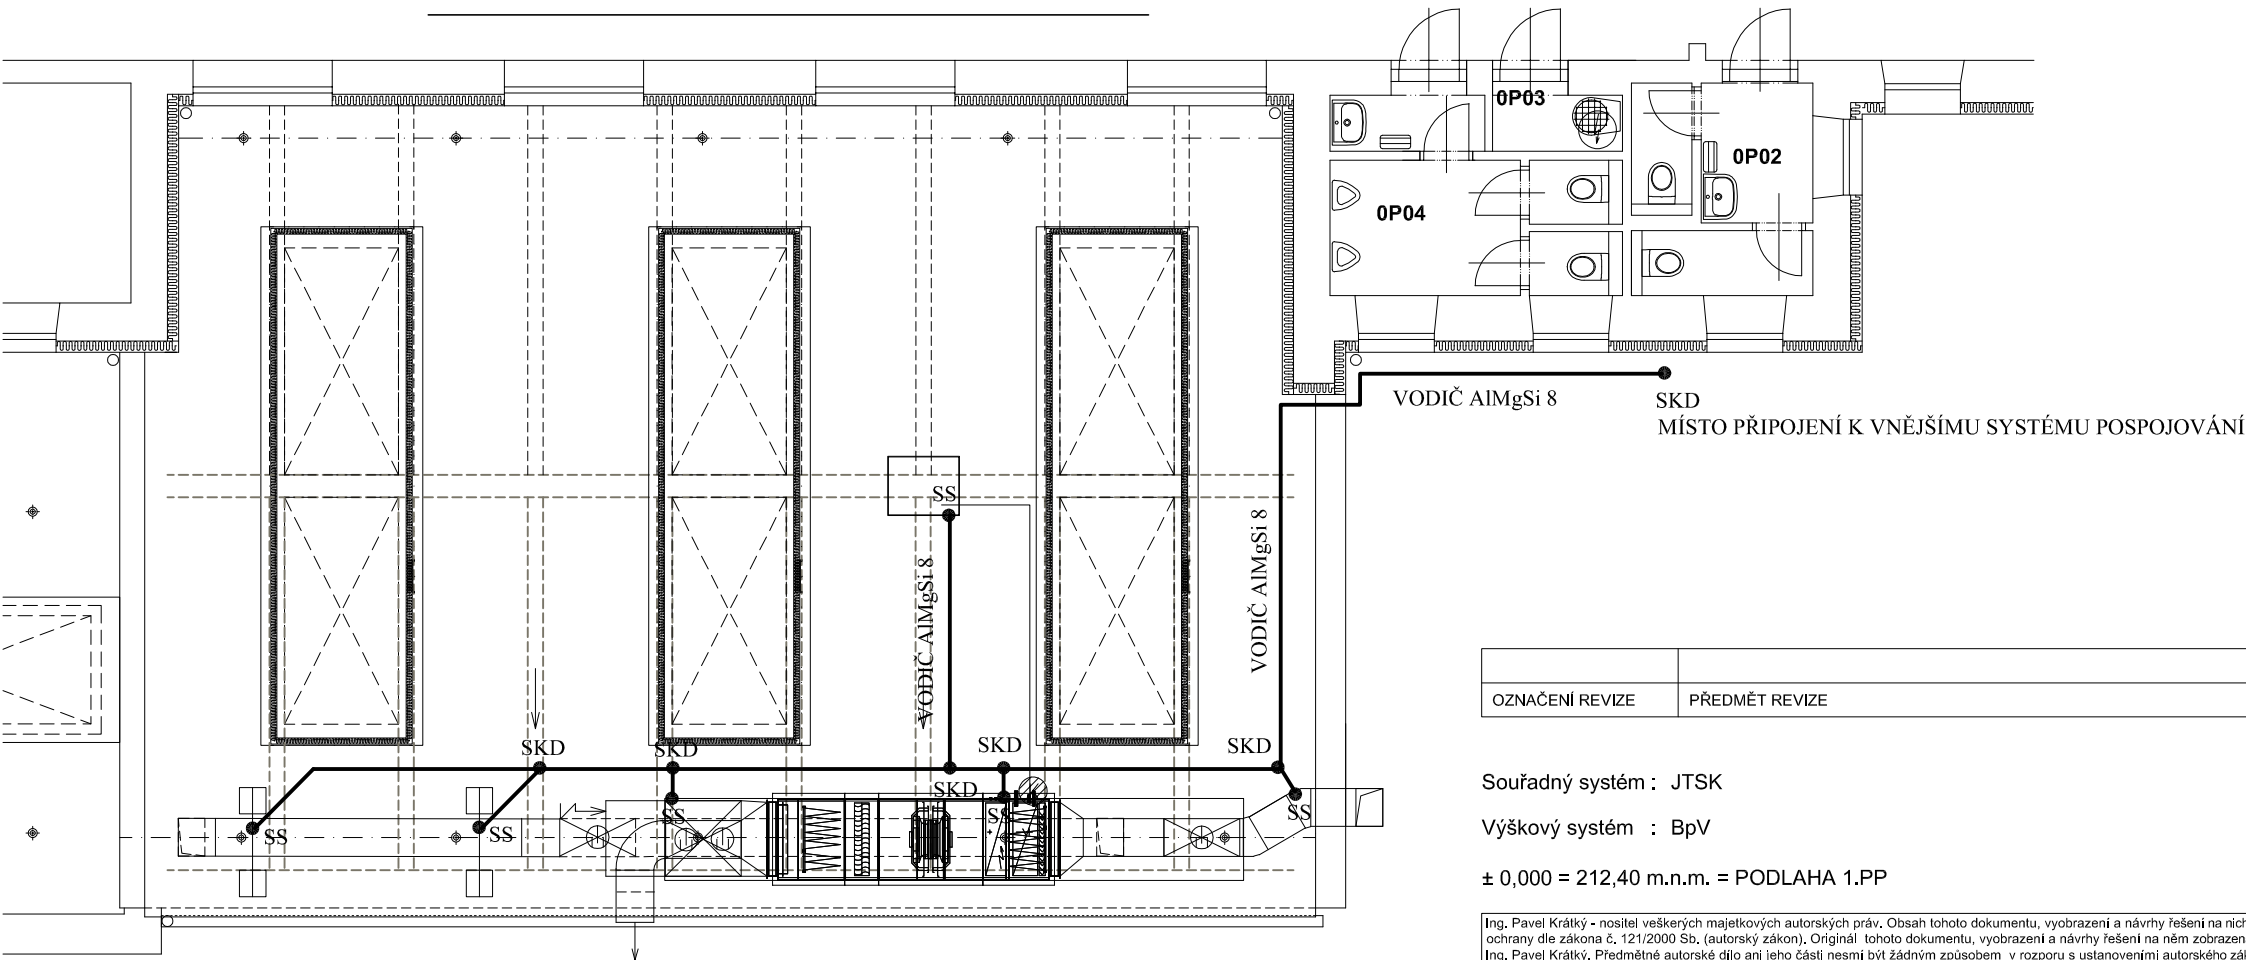 0P03
0P02
0P04
VODIČ AlMgSi 8
SKD
MÍSTO PŘIPOJENÍ K VNĚJŠÍMU SYSTÉMU POSPOJOVÁNÍ
SS
VODIČ AlMgSi 8
VODIČ AlMgSi 8
SKD
SKD
SKD
SKD
SKD
SS
SS
SS
SS
SS
OZNAČENÍ REVIZE
PŘEDMĚT REVIZE
Souřadný systém : JTSK
Výškový systém : BpV
± 0,000 = 212,40 m.n.m. = PODLAHA 1.PP
Ing. Pavel Krátký - nositel veškerých majetkových autorských práv. Obsah tohoto dokumentu, vyobrazení a návrhy řešení na nich
ochrany dle zákona č. 121/2000 Sb. (autorský zákon). Originál tohoto dokumentu, vyobrazení a návrhy řešení na něm zobrazen
Ing. Pavel Krátký. Předmětné autorské dílo ani jeho části nesmí být žádným způsobem v rozporu s ustanoveními autorského zák